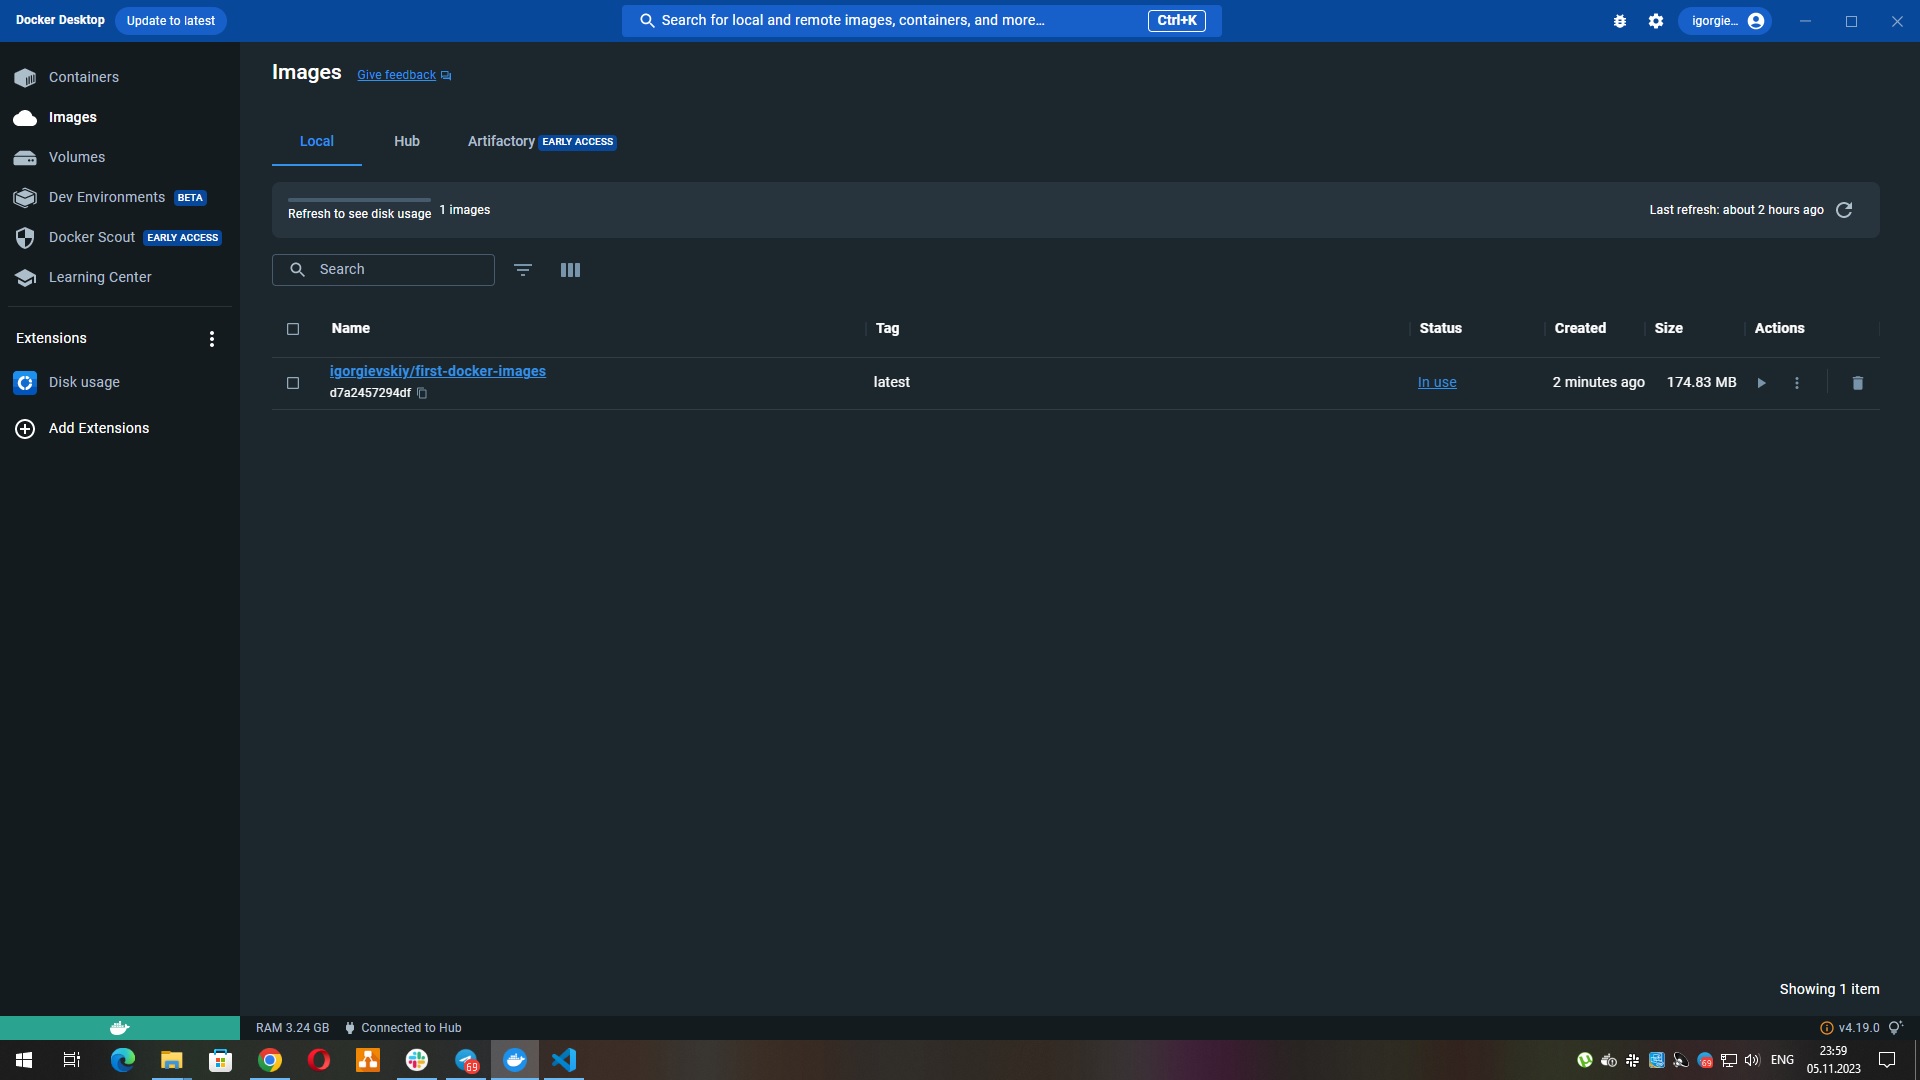 Docker Desktop Update to latest Search for local and remote images, containers, and more... Ctrl+K igorgie...
Containers
Images
Volumes
Dev Environments BETA
Docker Scout EARLY ACCESS
Learning Center
Extensions
Disk usage
Add Extensions
Images Give feedback
Local Hub Artifactory EARLY ACCESS
Refresh to see disk usage 1 images Last refresh: about 2 hours ago
Search
Name Tag Status Created Size Actions
igorgievskiy/first-docker-images latest In use 2 minutes ago 174.83 MB
d7a2457294df
Showing 1 item
RAM 3.24 GB Connected to Hub v4.19.0
69 69 ENG 23:59
05.11.2023